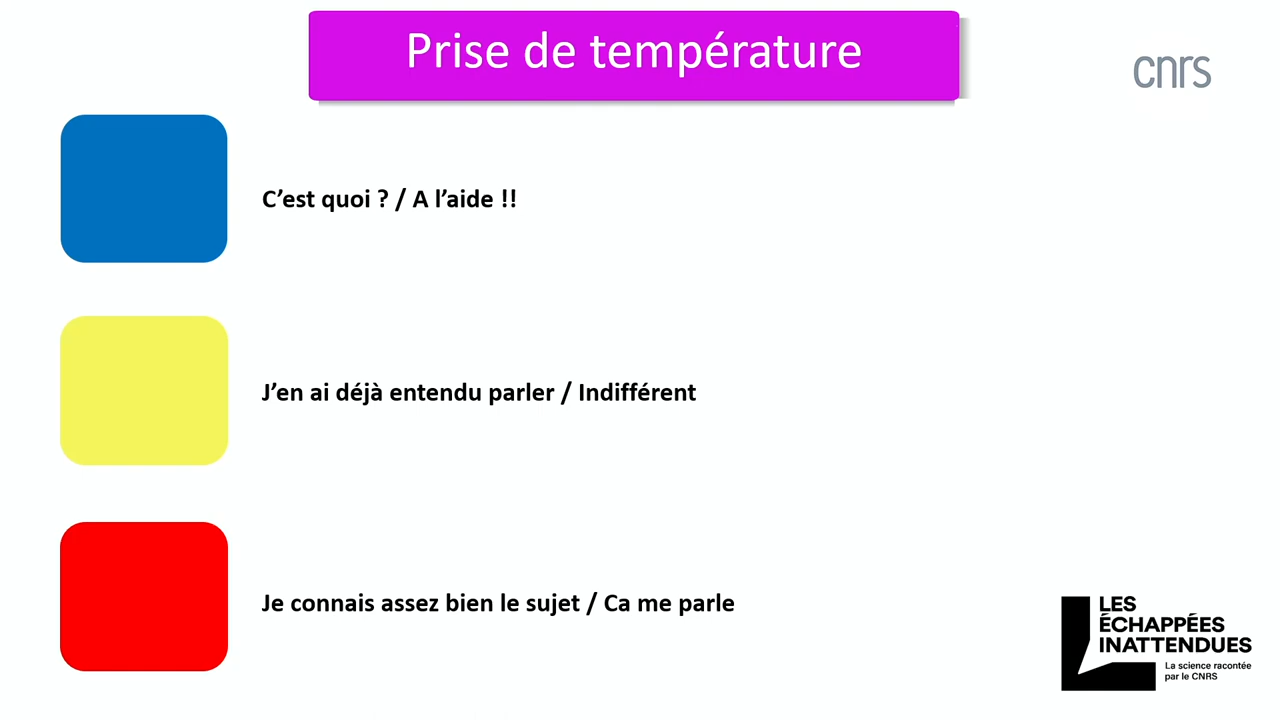 Prise de température
cnrs
C’est quoi ? / A l’aide !!
J’en ai déjà entendu parler / Indifférent
Je connais assez bien le sujet / Ca me parle
LES
ÉCHAPPÉES
INATTENDUES
La science racontée
par le CNRS